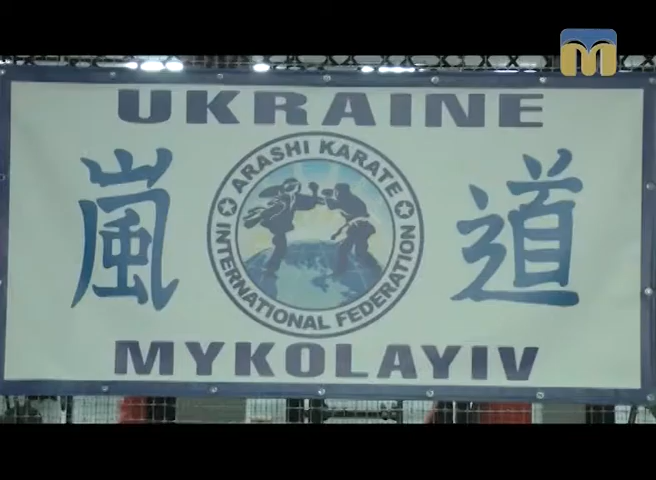 M
UKRAINE
嵐 道
ARASHI KARATE
INTERNATIONAL FEDERATION
MYKOLAYIV